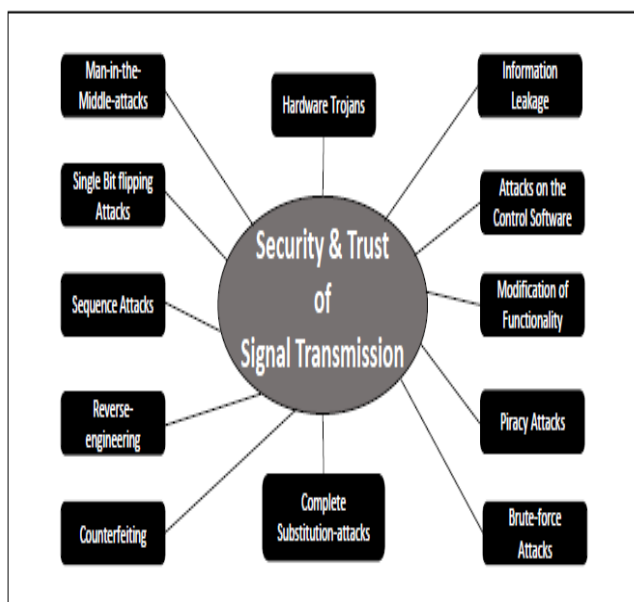 Man-in-the-
Middle-attacks
Hardware Trojans
Information
Leakage
Single Bit flipping
Attacks
Attacks on the
Control Software
Security & Trust
of
Signal Transmission
Sequence Attacks
Modification of
Functionality
Reverse-
engineering
Piracy Attacks
Counterfeiting
Complete
Substitution-attacks
Brute-force
Attacks